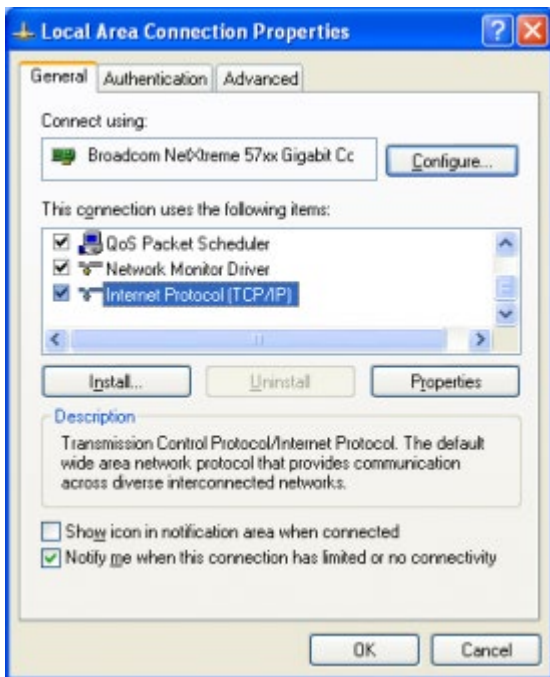 Local Area Connection Properties
General Authentication Advanced
Connect using:
Broadcom NetXtreme 57xx Gigabit Cc
Configure...
This connection uses the following items:
QoS Packet Scheduler
Network Monitor Driver
Internet Protocol (TCP/IP)
Install... Uninstall Properties
Description
Transmission Control Protocol/Internet Protocol. The default
wide area network protocol that provides communication
across diverse interconnected networks.
Show icon in notification area when connected
Notify me when this connection has limited or no connectivity
OK Cancel